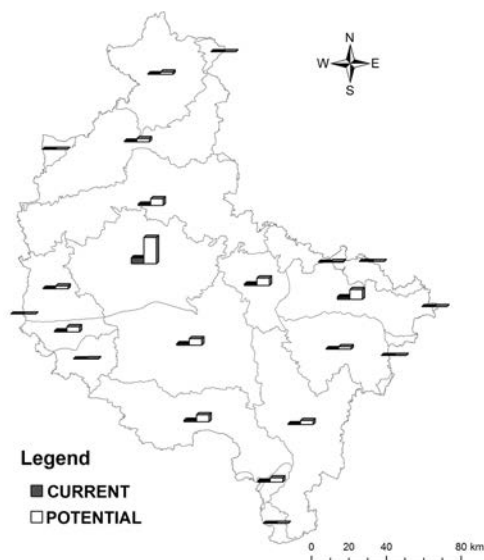 N
W E
S
Legend
CURRENT
POTENTIAL
0 20 40 80 km